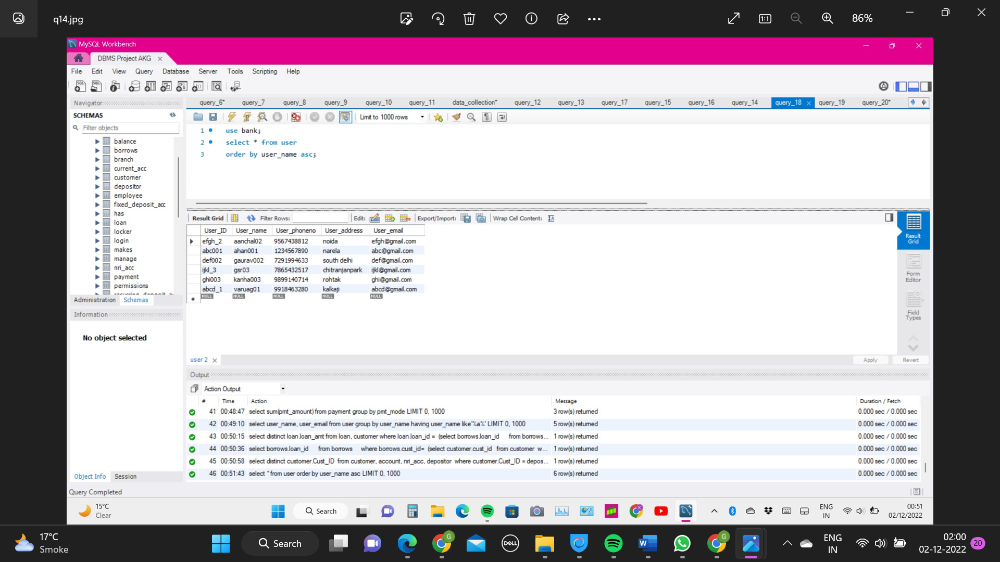 q14.jpg
86%
MySQL Workbench
DBMS Project AKG
File Edit View Query Database Server Tools Scripting Help
Navigator
query_6* query_7 query_8 query_9 query_10 query_11 data_collection* query_12 query_13 query_17 query_15 query_16 query_14 query_18 query_19 query_20*
SCHEMAS
Limit to 1000 rows
Filter objects
1 use bank;
2 select * from user
3 order by user_name asc;
balance
borrows
branch
current_acc
customer
depositor
employee
fixed_deposit_acc
has
loan
locker
login
makes
manage
nri_acc
payment
permissions
Administration Schemas
Information
No object selected
Object Info Session
Result Grid Filter Rows: Edit: Export/Import: Wrap Cell Content:
User_ID User_name User_phoneno User_address User_email
efgh_2 aanchal02 9567438812 noida efgh@gmail.com
abc001 ahan001 1234567890 narela abc@gmail.com
def002 gaurav002 7291994633 south delhi def@gmail.com
ijkl_3 gsr03 7865432517 chitranjanpark ijkl@gmail.com
ghi003 kanha003 9899140714 rohtak ghi@gmail.com
abcd_1 varuag01 9918463280 kalkaji abcd@gmail.com
NULL NULL NULL NULL NULL
Result Grid
Form Editor
Field Types
user 2
Apply Revert
Output
Action Output
# Time Action Message Duration / Fetch
41 00:48:47 select sum(pmt_amount) from payment group by pmt_mode LIMIT 0, 1000 3 row(s) returned 0.000 sec / 0.000 sec
42 00:49:10 select user_name, user_email from user group by user_name having user_name like'%a%' LIMIT 0, 1000 5 row(s) returned 0.000 sec / 0.000 sec
43 00:50:15 select distinct loan.loan_amt from loan, customer where loan.loan_id = (select borrows.loan_id from borrows... 1 row(s) returned 0.000 sec / 0.000 sec
44 00:50:36 select borrows.loan_id from borrows where borrows.cust_id= (select customer.cust_id from customer w... 1 row(s) returned 0.000 sec / 0.000 sec
45 00:50:58 select distinct customer.Cust_ID from customer, account, nri_acc, depositor where customer.Cust_ID = depos... 1 row(s) returned 0.000 sec / 0.000 sec
46 00:51:43 select * from user order by user_name asc LIMIT 0, 1000 6 row(s) returned 0.000 sec / 0.000 sec
Query Completed
15°C
Clear
Search
ENG
IN
00:51
02/12/2022
17°C
Smoke
Search
DELL
ENG
IN
02:00
02-12-2022
20